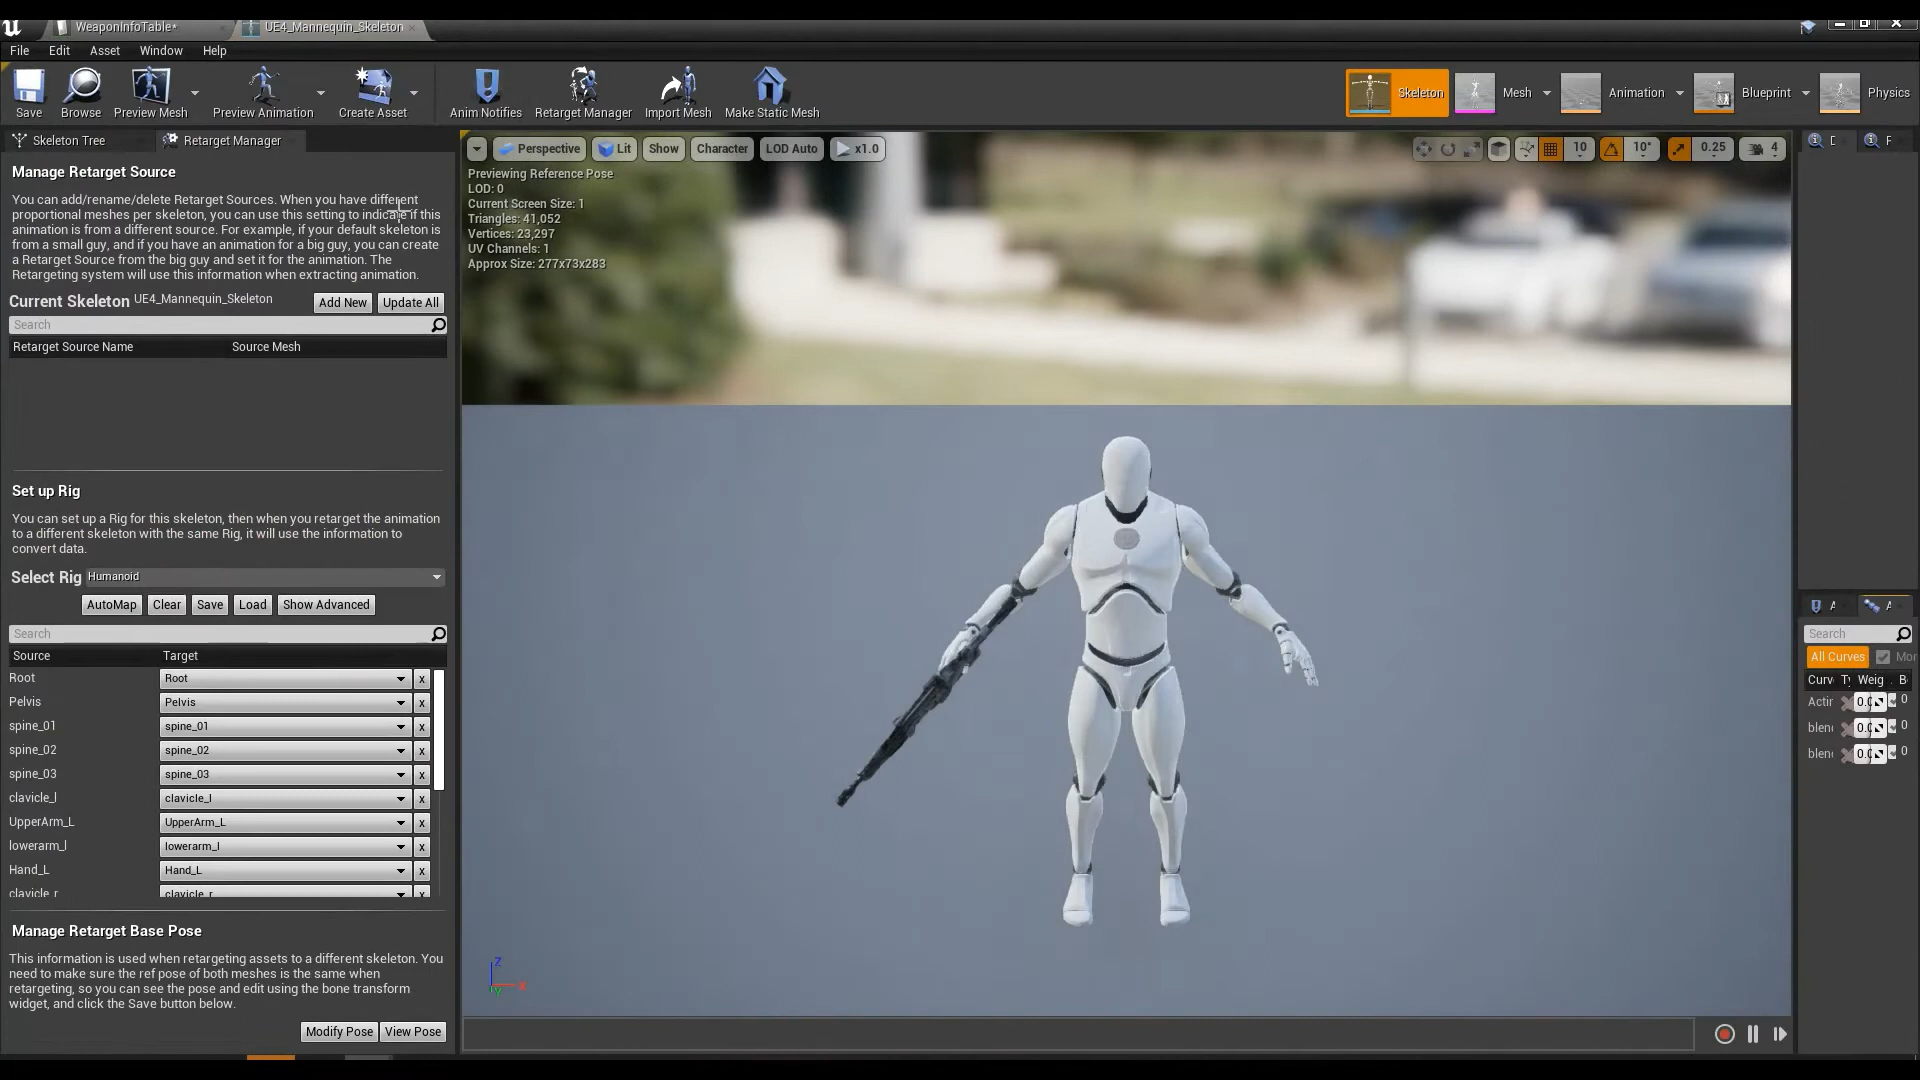 WeaponInfoTable*
UE4_Mannequin_Skeleton
File Edit Asset Window Help
Save Browse Preview Mesh Preview Animation Create Asset Anim Notifies Retarget Manager Import Mesh Make Static Mesh
Skeleton Mesh Animation Blueprint Physics
Skeleton Tree Retarget Manager
Manage Retarget Source
You can add/rename/delete Retarget Sources. When you have different
proportional meshes per skeleton, you can use this setting to indicate if this
animation is from a different source. For example, if your default skeleton is
from a small guy, and if you have an animation for a big guy, you can create
a Retarget Source from the big guy and set it for the animation. The
Retargeting system will use this information when extracting animation.
Current Skeleton UE4_Mannequin_Skeleton Add New Update All
Search
Retarget Source Name Source Mesh
Set up Rig
You can set up a Rig for this skeleton, then when you retarget the animation
to a different skeleton with the same Rig, it will use the information to
convert data.
Select Rig Humanoid
AutoMap Clear Save Load Show Advanced
Search
Source Target
Root Root x
Pelvis Pelvis x
spine_01 spine_01 x
spine_02 spine_02 x
spine_03 spine_03 x
clavicle_l clavicle_l x
UpperArm_L UpperArm_L x
lowerarm_l lowerarm_l x
Hand_L Hand_L x
clavicle_r clavicle_r x
Manage Retarget Base Pose
This information is used when retargeting assets to a different skeleton. You
need to make sure the ref pose of both meshes is the same when
retargeting, so you can see the pose and edit using the bone transform
widget, and click the Save button below.
Modify Pose View Pose
Perspective Lit Show Character LOD Auto x1.0
10 10° 0.25 4
Previewing Reference Pose
LOD: 0
Current Screen Size: 1
Triangles: 41,052
Vertices: 23,297
UV Channels: 1
Approx Size: 277x73x283
Z
X
Y
Search
All Curves Mor
Curv Ty Weig B
Actir 0.0 0
blen 0.0 0
blen 0.0 0